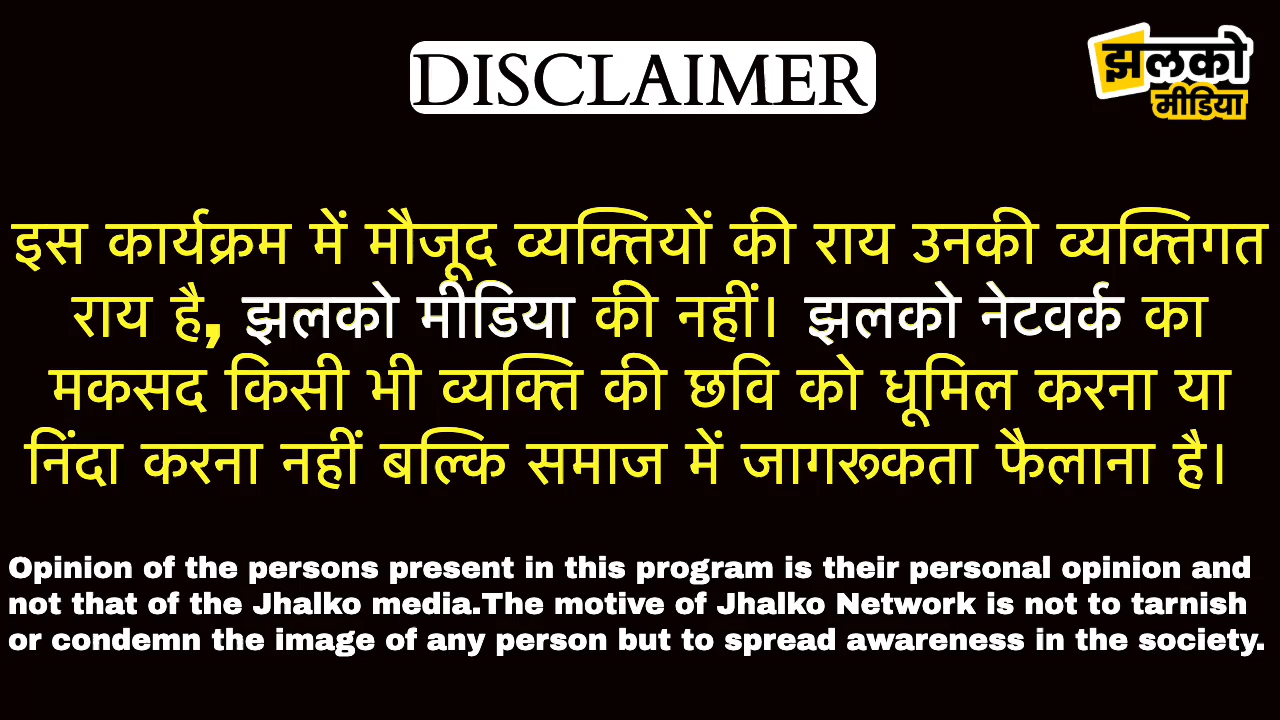 DISCLAIMER
झलको
मीडिया
इस कार्यक्रम में मौजूद व्यक्तियों की राय उनकी व्यक्तिगत
राय है, झलको मीडिया की नहीं। झलको नेटवर्क का
मकसद किसी भी व्यक्ति की छवि को धूमिल करना या
निंदा करना नहीं बल्कि समाज में जागरूकता फैलाना है।
Opinion of the persons present in this program is their personal opinion and
not that of the Jhalko media.The motive of Jhalko Network is not to tarnish
or condemn the image of any person but to spread awareness in the society.